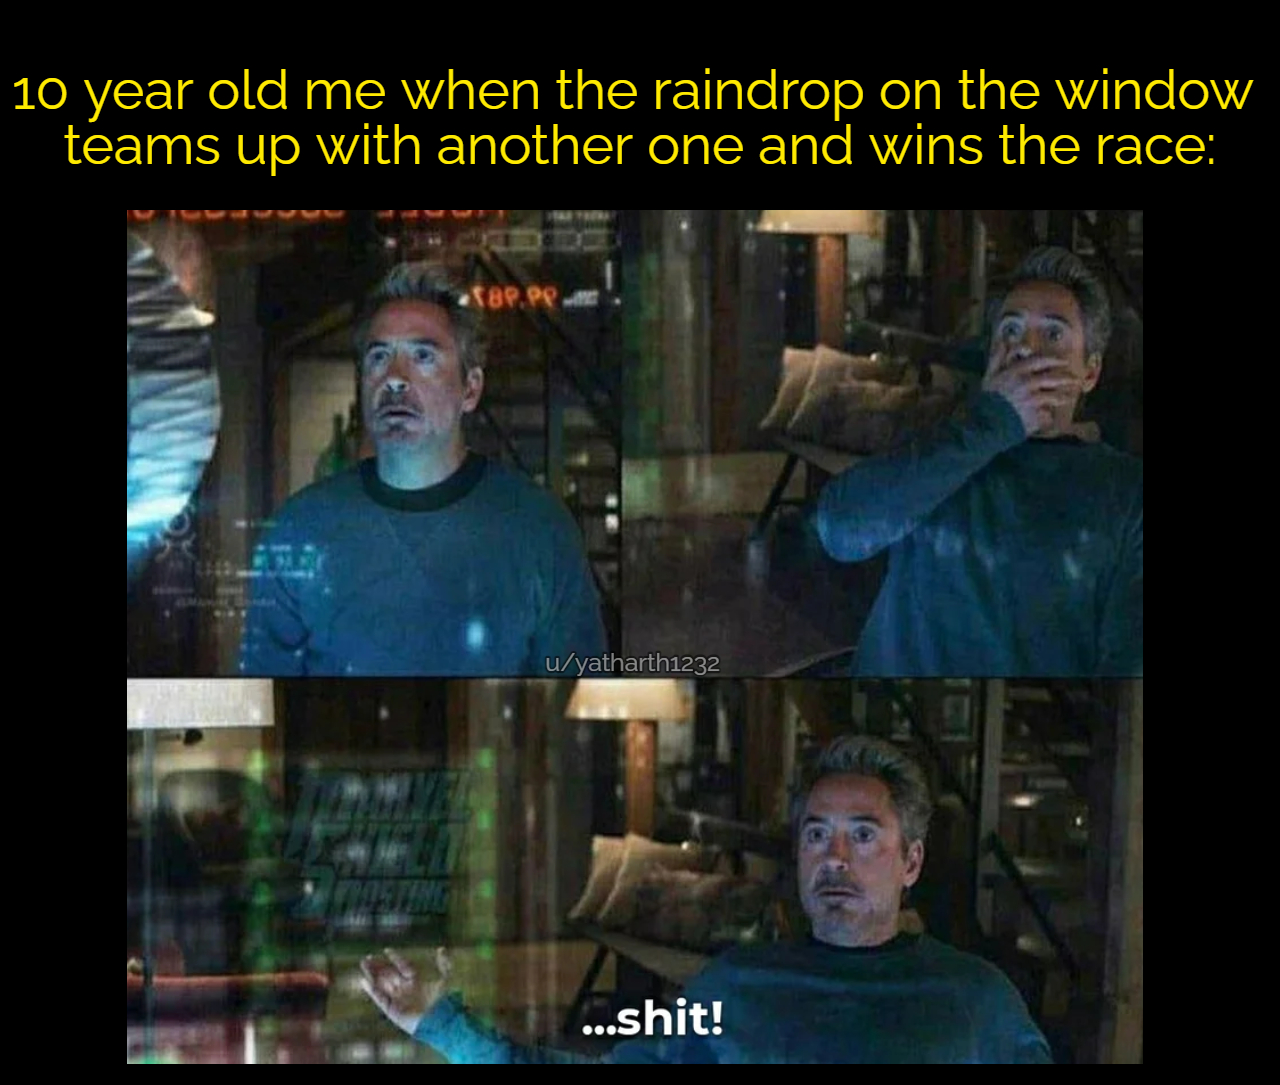 10 year old me when the raindrop on the window
teams up with another one and wins the race:
u/yatharth1232
...shit!